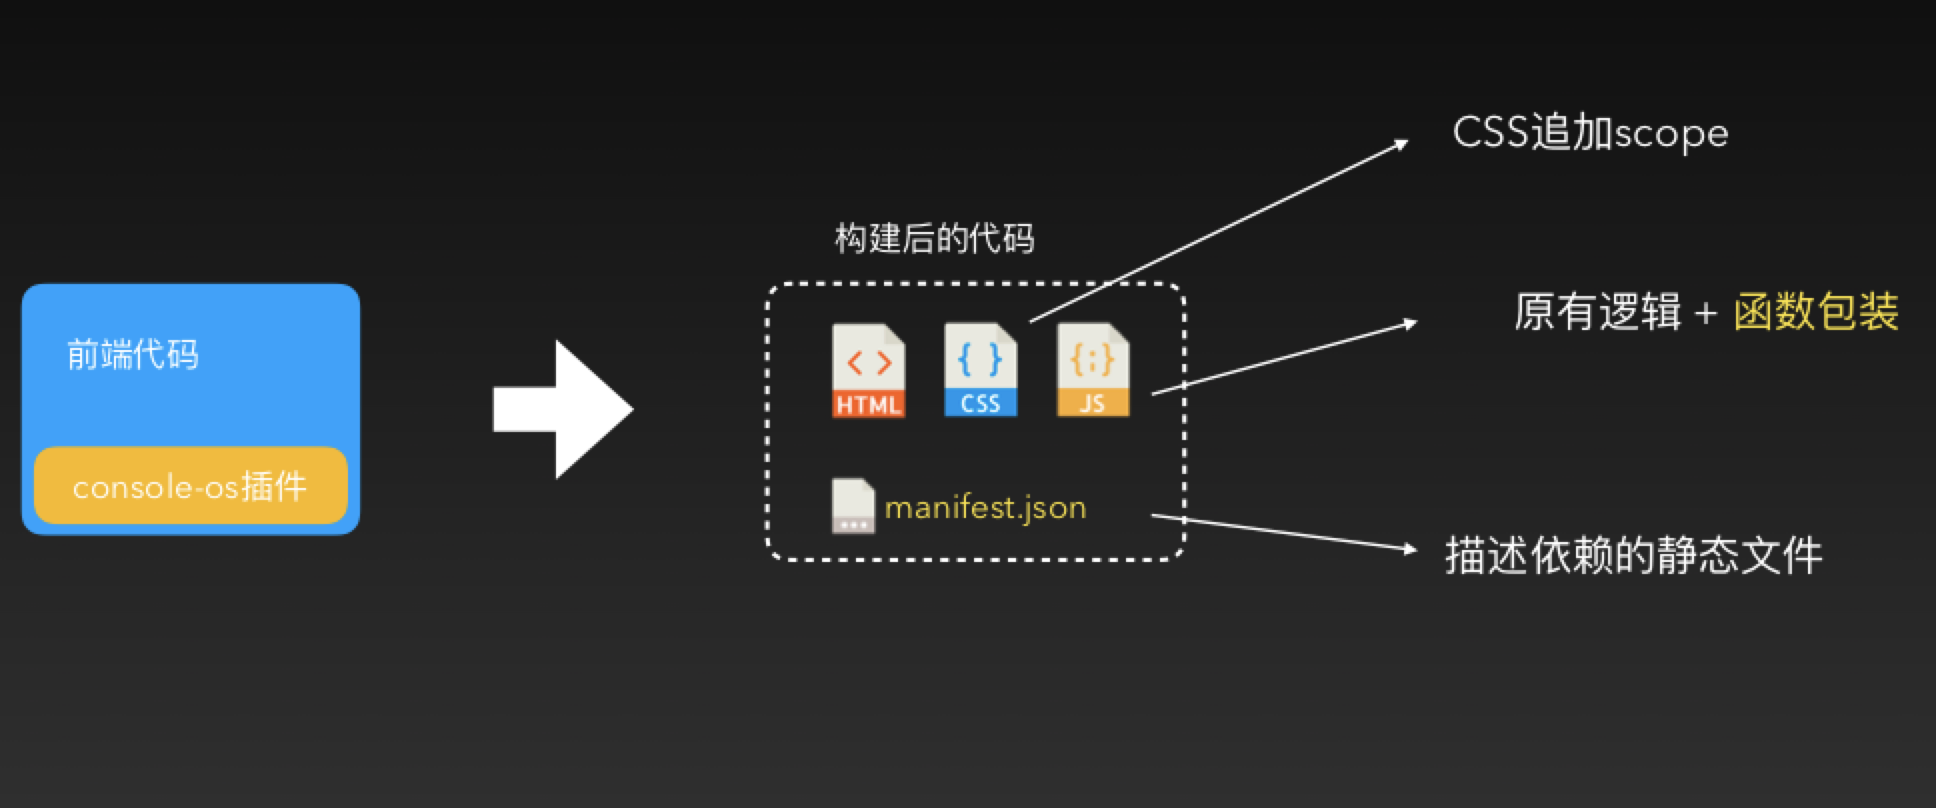 CSS追加scope
构建后的代码
原有逻辑 + 函数包装
前端代码
< >
{ }
{:}
HTML
CSS
JS
console-os插件
manifest.json
描述依赖的静态文件